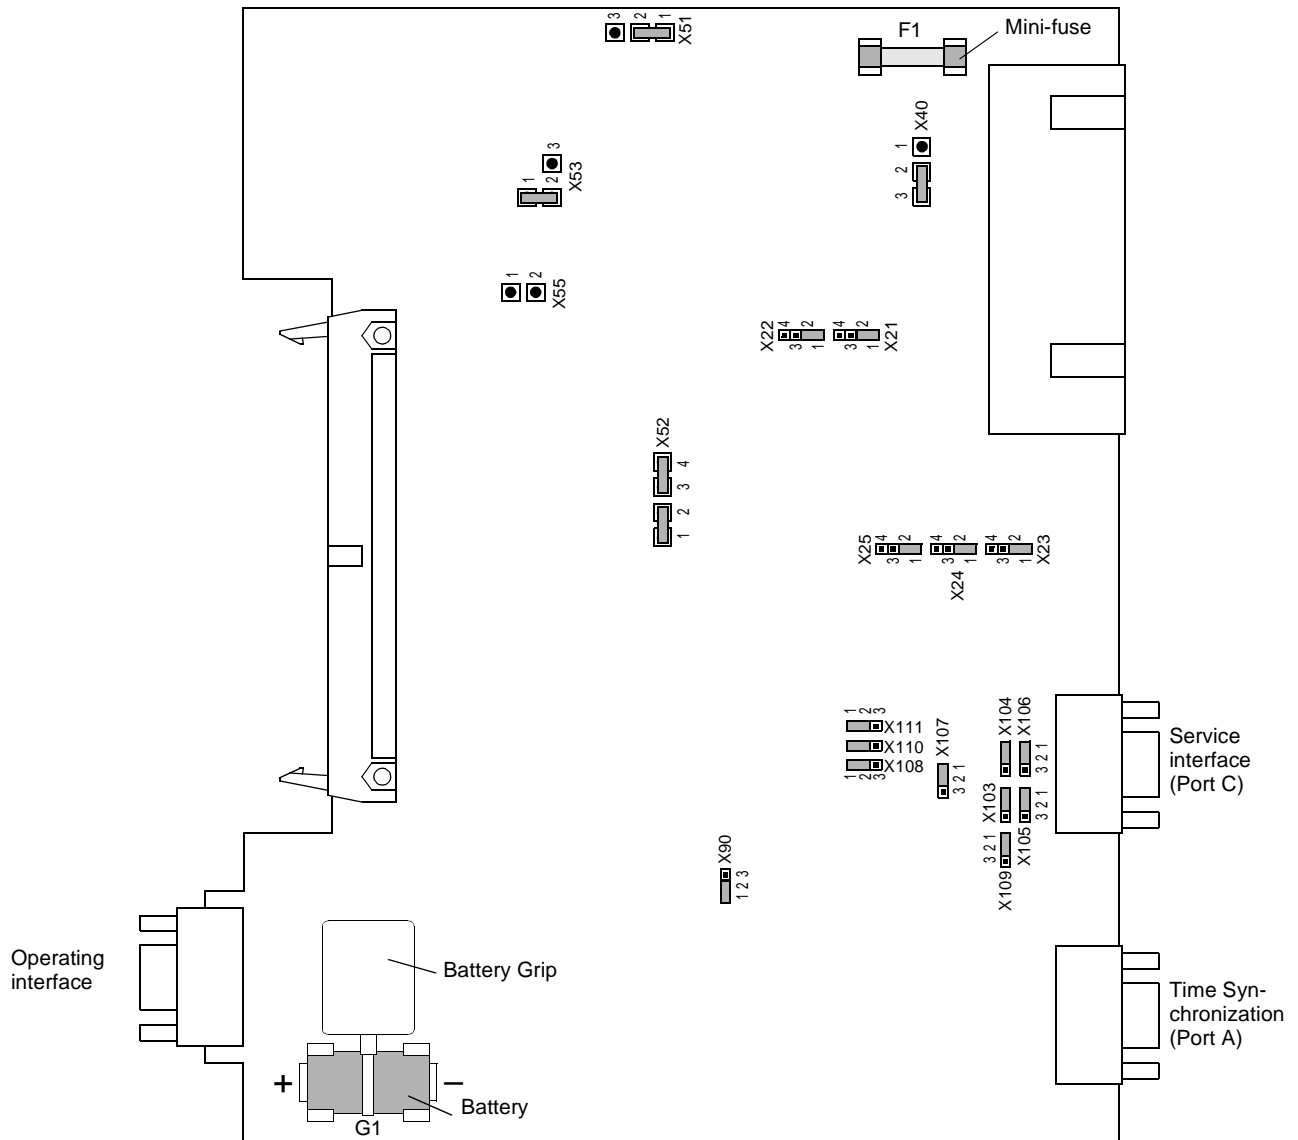 3 2 1
X51
F1
Mini-fuse
X40
1
2
3
3
1 2
X53
1 2
X55
X22
4 2
3 1
4 2
3 1
X21
X52
4
3
2
1
X25
4 2
3 1
4 2
3 1
X24
4 2
3 1
X23
1 2 3
X111
X110
X108
1 2 3
X107
3 2 1
X104
X106
3 2 1
X103
3 2 1
X105
3 2 1
X109
Service
interface
(Port C)
X90
1 2 3
Operating
interface
Battery Grip
Time Syn-
chronization
(Port A)
+
−
Battery
G1